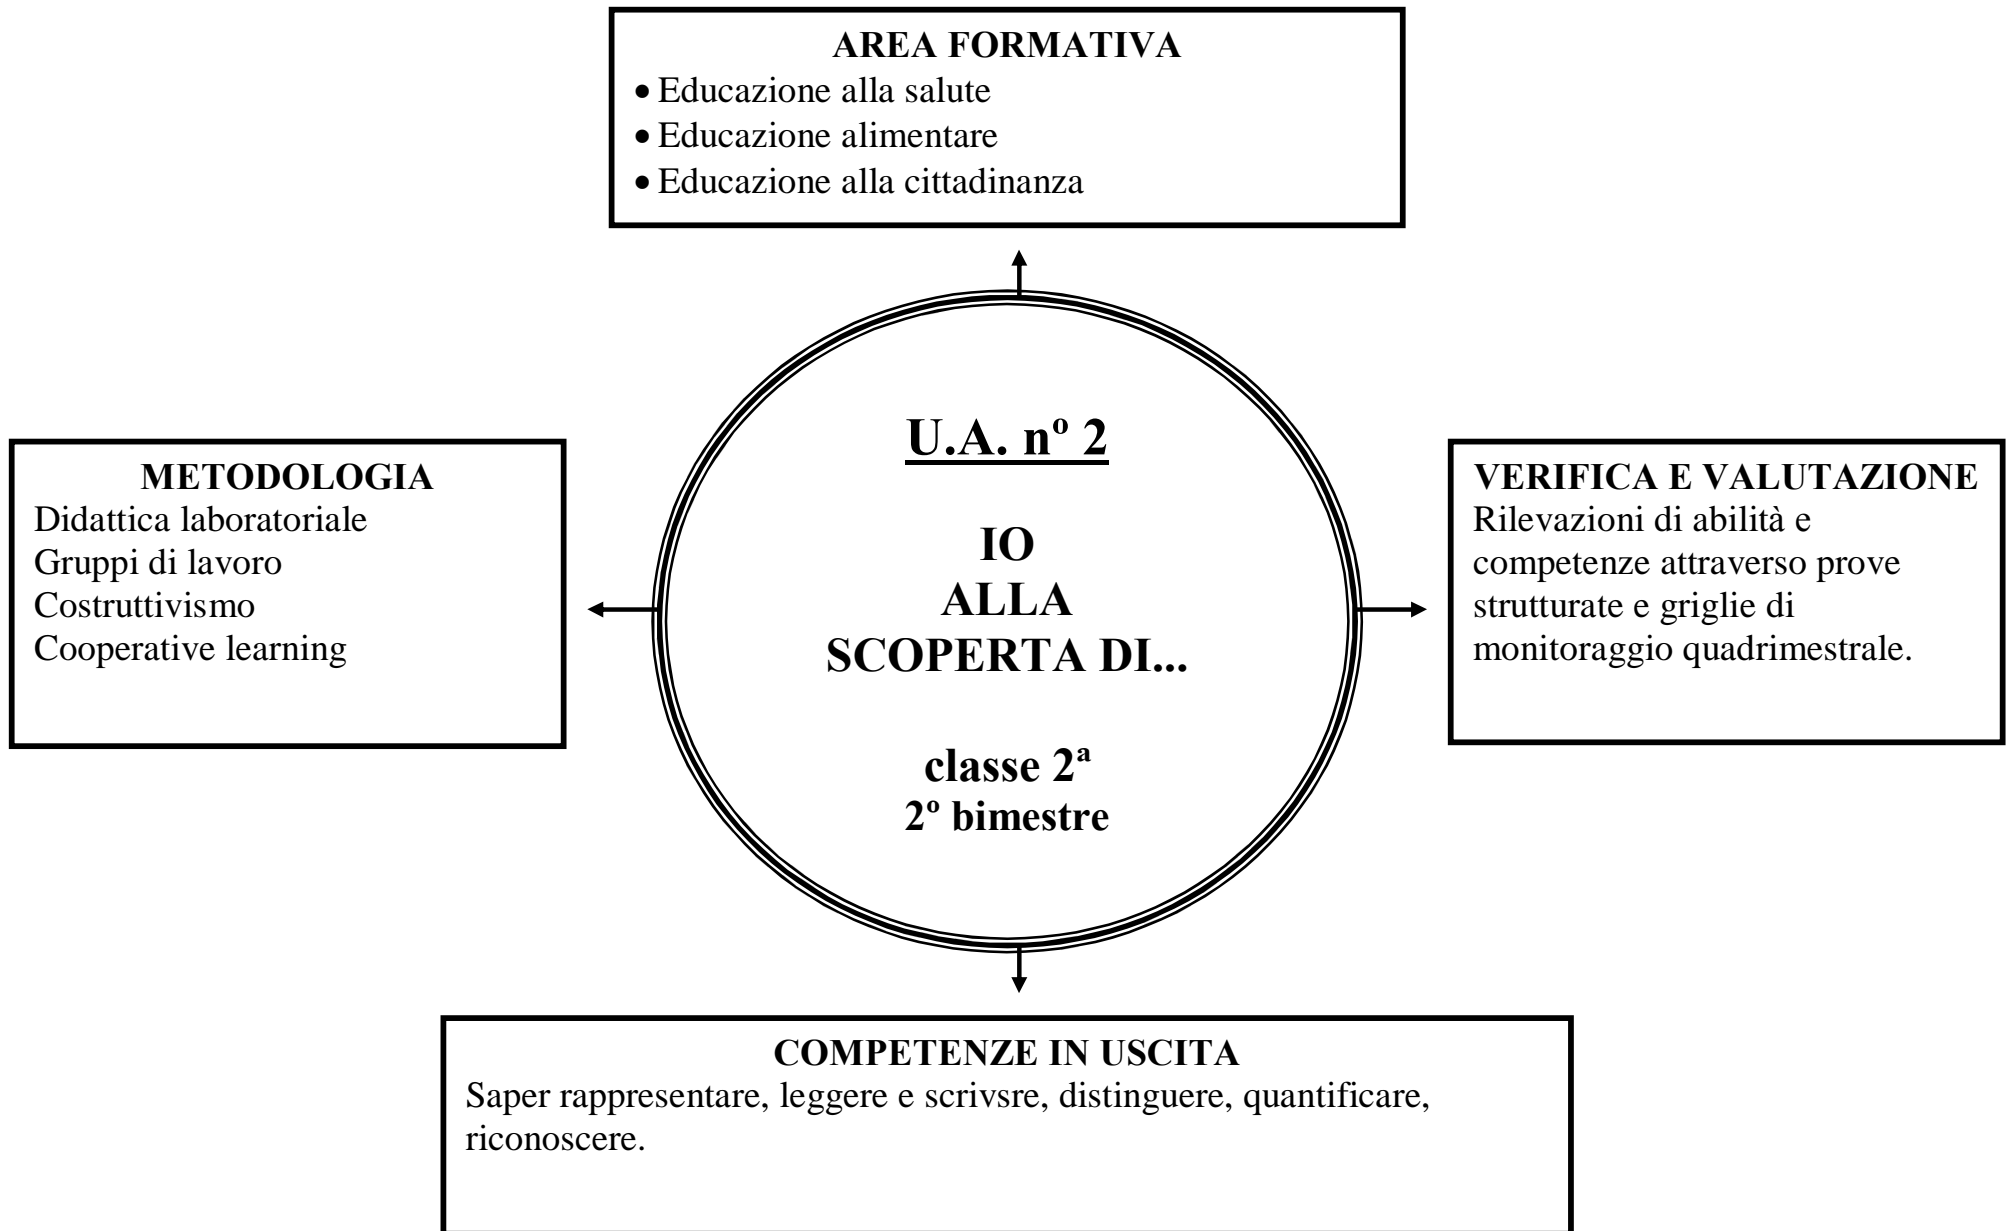 AREA FORMATIVA
• Educazione alla salute
• Educazione alimentare
• Educazione alla cittadinanza
METODOLOGIA
Didattica laboratoriale
Gruppi di lavoro
Costruttivismo
Cooperative learning
U.A. nº 2
IO
ALLA
SCOPERTA DI...
classe 2ª
2º bimestre
VERIFICA E VALUTAZIONE
Rilevazioni di abilità e
competenze attraverso prove
strutturate e griglie di
monitoraggio quadrimestrale.
COMPETENZE IN USCITA
Saper rappresentare, leggere e scrivsre, distinguere, quantificare,
riconoscere.